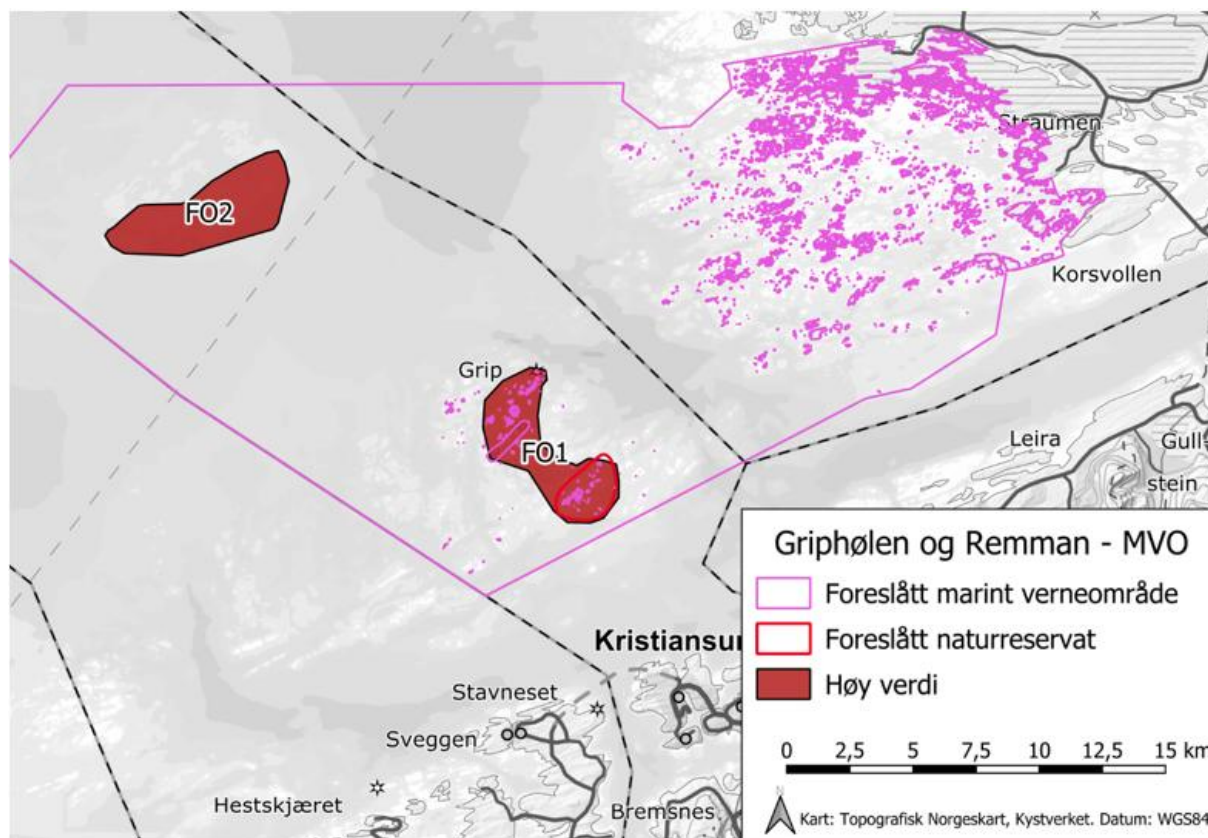 Straumen
FO2
Korsvollen
Grip
FO1
Leira
Gull
stein
Griphølen og Remman - MVO
Foreslått marint verneområde
Foreslått naturreservat
Høy verdi
Kristiansu
Stavneset
Sveggen
Hestskjæret
Bremsnes
0 2,5 5 7,5 10 12,5 15 km
N
Kart: Topografisk Norgeskart, Kystverket. Datum: WGS84